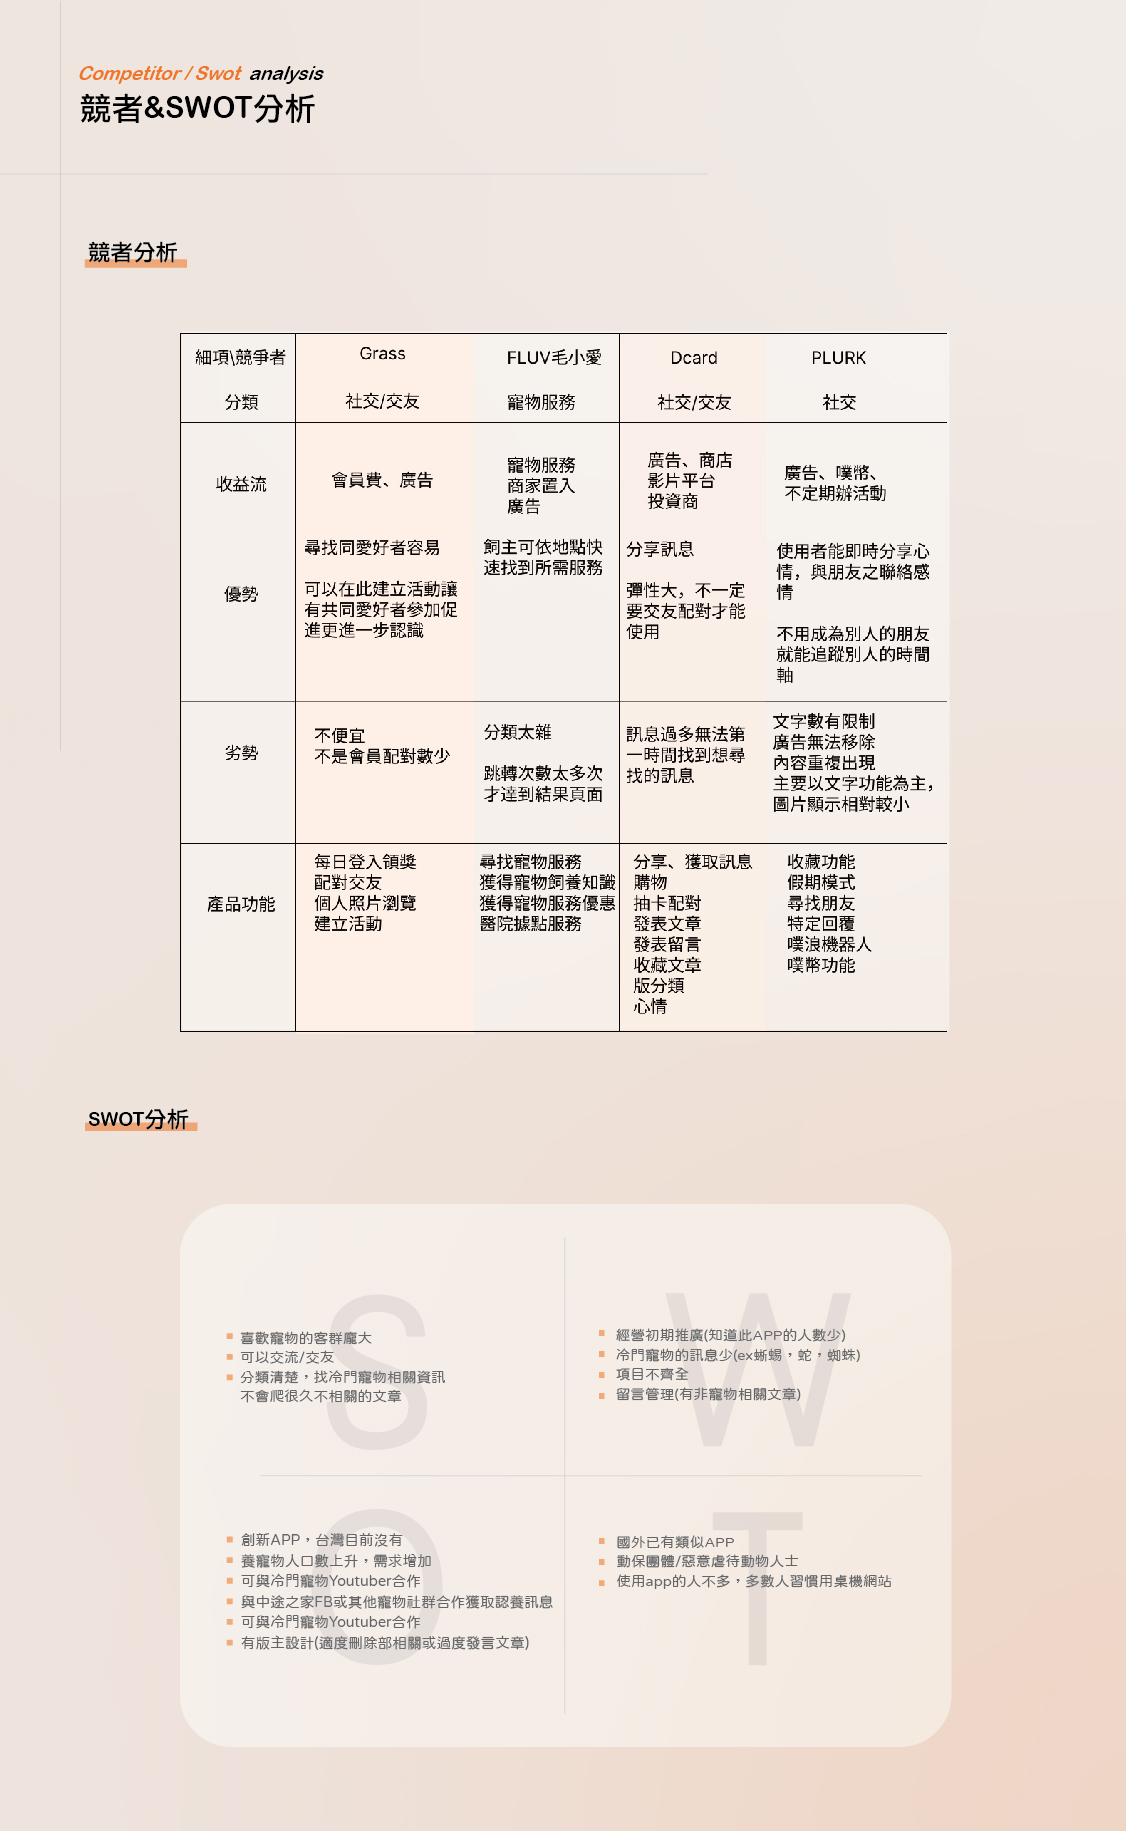 Competitor / Swot analysis
競者&SWOT分析
競者分析
細項\競爭者
Grass
FLUV毛小愛
Dcard
PLURK
分類
社交/交友
寵物服務
社交/交友
社交
收益流
會員費、廣告
寵物服務
商家置入
廣告
廣告、商店
影片平台
投資商
廣告、噗幣、
不定期辦活動
優勢
尋找同愛好者容易
可以在此建立活動讓
有共同愛好者參加促
進更進一步認識
飼主可依地點快
速找到所需服務
分享訊息
彈性大，不一定
要交友配對才能
使用
使用者能即時分享心
情，與朋友之聯絡感
情
不用成為別人的朋友
就能追蹤別人的時間
軸
劣勢
不便宜
不是會員配對數少
分類太雜
跳轉次數太多次
才達到結果頁面
訊息過多無法第
一時間找到想尋
找的訊息
文字數有限制
廣告無法移除
內容重複出現
主要以文字功能為主，
圖片顯示相對較小
產品功能
每日登入領獎
配對交友
個人照片瀏覽
建立活動
尋找寵物服務
獲得寵物飼養知識
獲得寵物服務優惠
醫院據點服務
分享、獲取訊息
購物
抽卡配對
發表文章
發表留言
收藏文章
版分類
心情
收藏功能
假期模式
尋找朋友
特定回覆
噗浪機器人
噗幣功能
SWOT分析
S
喜歡寵物的客群龐大
可以交流/交友
分類清楚，找冷門寵物相關資訊
不會爬很久不相關的文章
W
經營初期推廣(知道此APP的人數少)
冷門寵物的訊息少(ex蜥蜴，蛇，蜘蛛)
項目不齊全
留言管理(有非寵物相關文章)
O
創新APP，台灣目前沒有
養寵物人口數上升，需求增加
可與冷門寵物Youtuber合作
與中途之家FB或其他寵物社群合作獲取認養訊息
可與冷門寵物Youtuber合作
有版主設計(適度刪除部相關或過度發言文章)
T
國外已有類似APP
動保團體/惡意虐待動物人士
使用app的人不多，多數人習慣用桌機網站